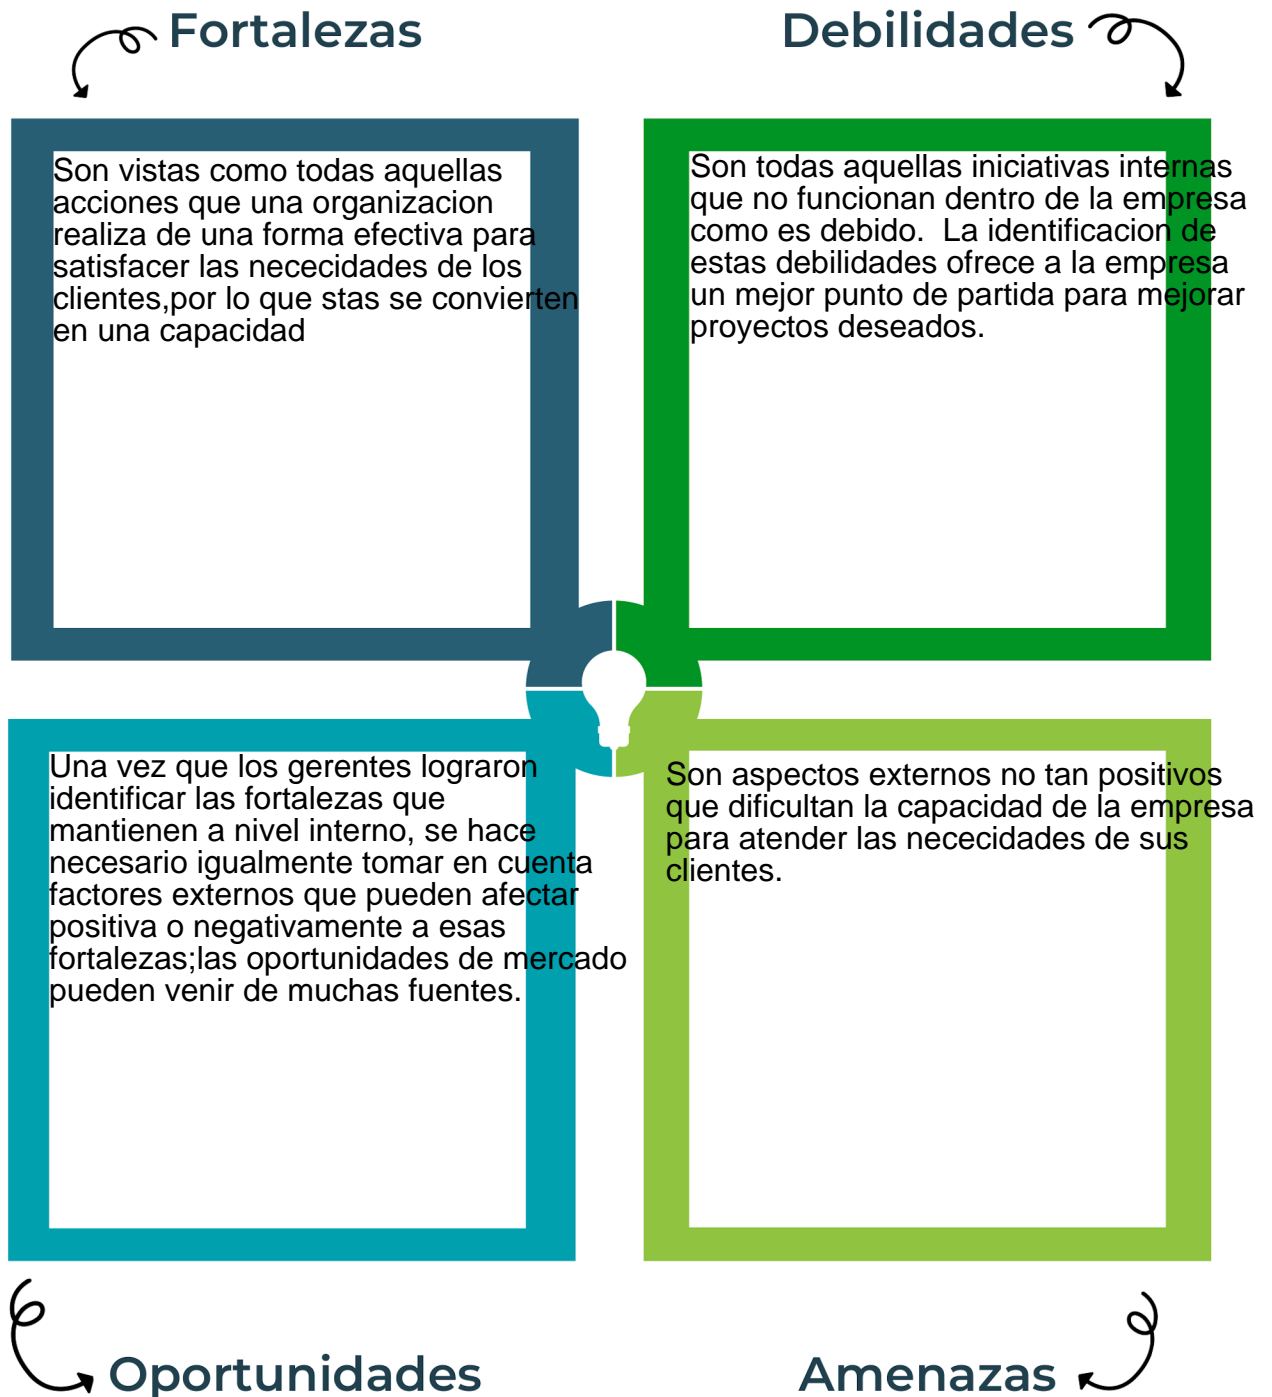 Fortalezas
Son vistas como todas aquellas
acciones que una organizacion
realiza de una forma efectiva para
satisfacer las nececidades de los
clientes,por lo que stas se convierten
en una capacidad
Debilidades
Son todas aquellas iniciativas internas
que no funcionan dentro de la empresa
como es debido.  La identificacion de
estas debilidades ofrece a la empresa
un mejor punto de partida para mejorar
proyectos deseados.
Una vez que los gerentes lograron
identificar las fortalezas que
mantienen a nivel interno, se hace
necesario igualmente tomar en cuenta
factores externos que pueden afectar
positiva o negativamente a esas
fortalezas;las oportunidades de mercado
pueden venir de muchas fuentes.
Oportunidades
Son aspectos externos no tan positivos
que dificultan la capacidad de la empresa
para atender las nececidades de sus
clientes.
Amenazas